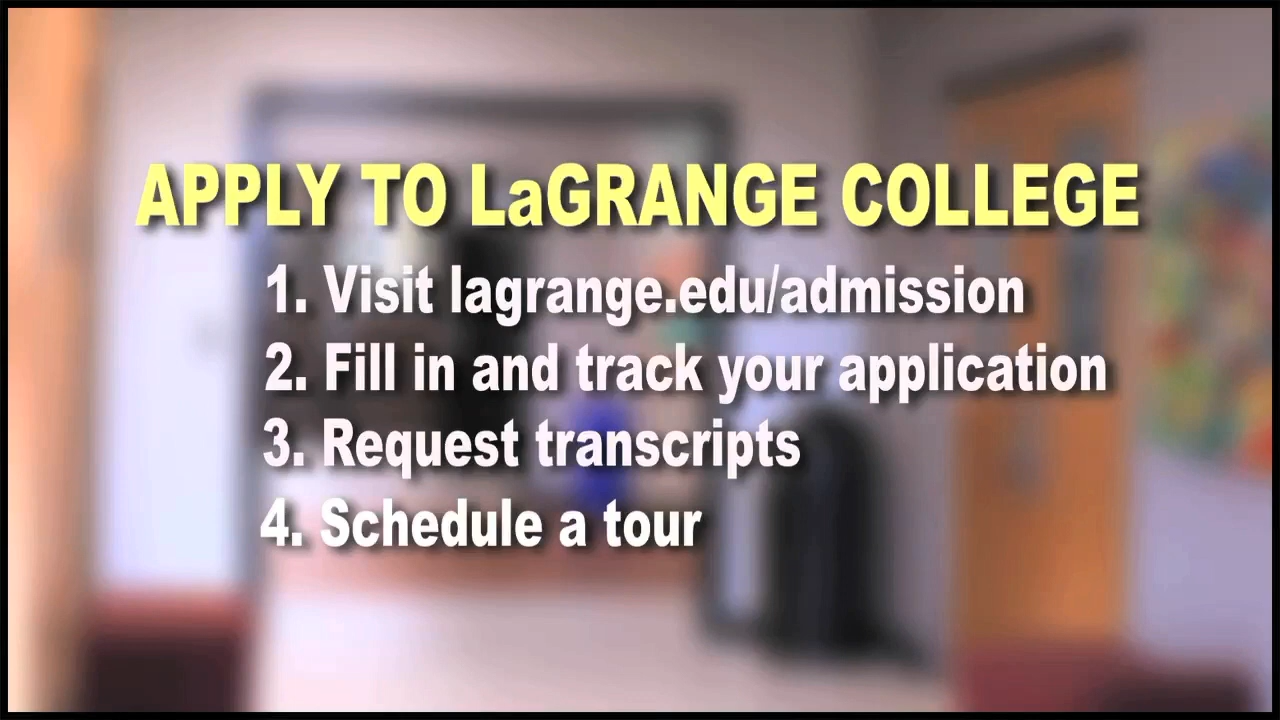 APPLY TO LaGRANGE COLLEGE
1. Visit lagrange.edu/admission
2. Fill in and track your application
3. Request transcripts
4. Schedule a tour